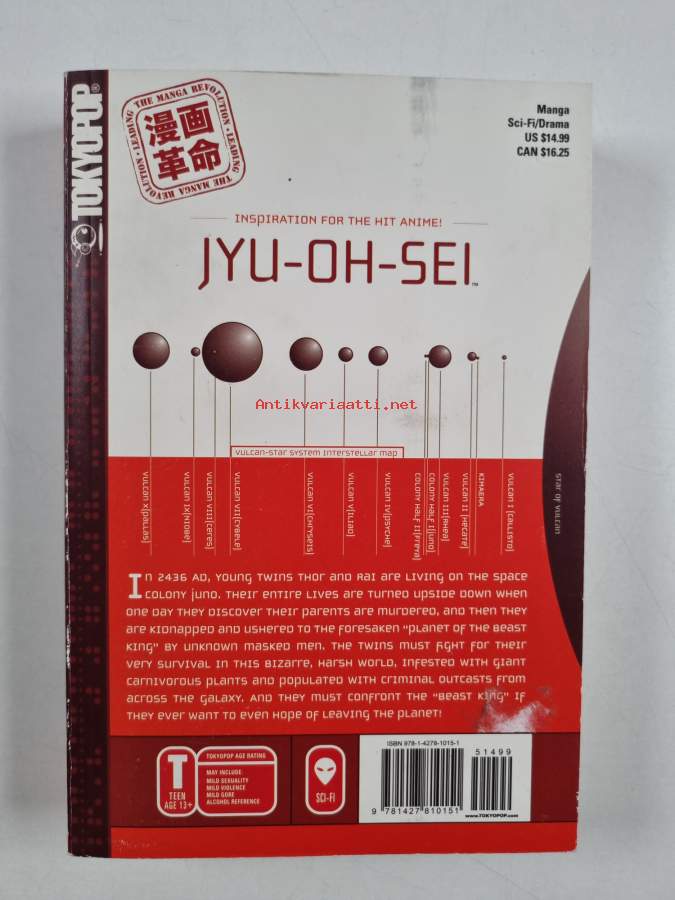 TOKYOPOP®
LEADING THE MANGA REVOLUTION • LEADING THE MANGA REVOLUTION •
漫画
革命
Manga
Sci-Fi/Drama
US $14.99
CAN $16.25
INSPIRATION FOR THE HIT ANIME!
JYU-OH-SEI™
Antikvariaatti.net
VULCAN-STAR SYSTEM INTERSTELLAR MAP
VULCAN X[PALLAS]
VULCAN IX[NIOBE]
VULCAN VIII[CERES]
VULCAN VII[CYBELE]
VULCAN VI[CHRYSEIS]
VULCAN V[ILIAD]
VULCAN IV[PSYCHE]
COLONY HALF I[FREYA]
COLONY HALF II[JUNO]
VULCAN III[RHEA]
VULCAN II [HECATE]
KIMAERA
VULCAN I [CALLISTO]
STAR OF VULCAN
IN 2436 AD, YOUNG TWINS THOR AND RAI ARE LIVING ON THE SPACE
COLONY JUNO. THEIR ENTIRE LIVES ARE TURNED UPSIDE DOWN WHEN
ONE DAY THEY DISCOVER THEIR PARENTS ARE MURDERED, AND THEN THEY
ARE KIDNAPPED AND USHERED TO THE FORESAKEN "PLANET OF THE BEAST
KING" BY UNKNOWN MASKED MEN. THE TWINS MUST FIGHT FOR THEIR
VERY SURVIVAL IN THIS BIZARRE, HARSH WORLD, INFESTED WITH GIANT
CARNIVOROUS PLANTS AND POPULATED WITH CRIMINAL OUTCASTS FROM
ACROSS THE GALAXY. AND THEY MUST CONFRONT THE "BEAST KING" IF
THEY EVER WANT TO EVEN HOPE OF LEAVING THE PLANET!
T
TEEN
AGE 13+
TOKYOPOP AGE RATING
MAY INCLUDE:
MILD SEXUALITY
MILD VIOLENCE
MILD GORE
ALCOHOL REFERENCE
SCI-FI
ISBN 978-1-4278-1015-1
51499
9 781427 810151
www.TOKYOPOP.com